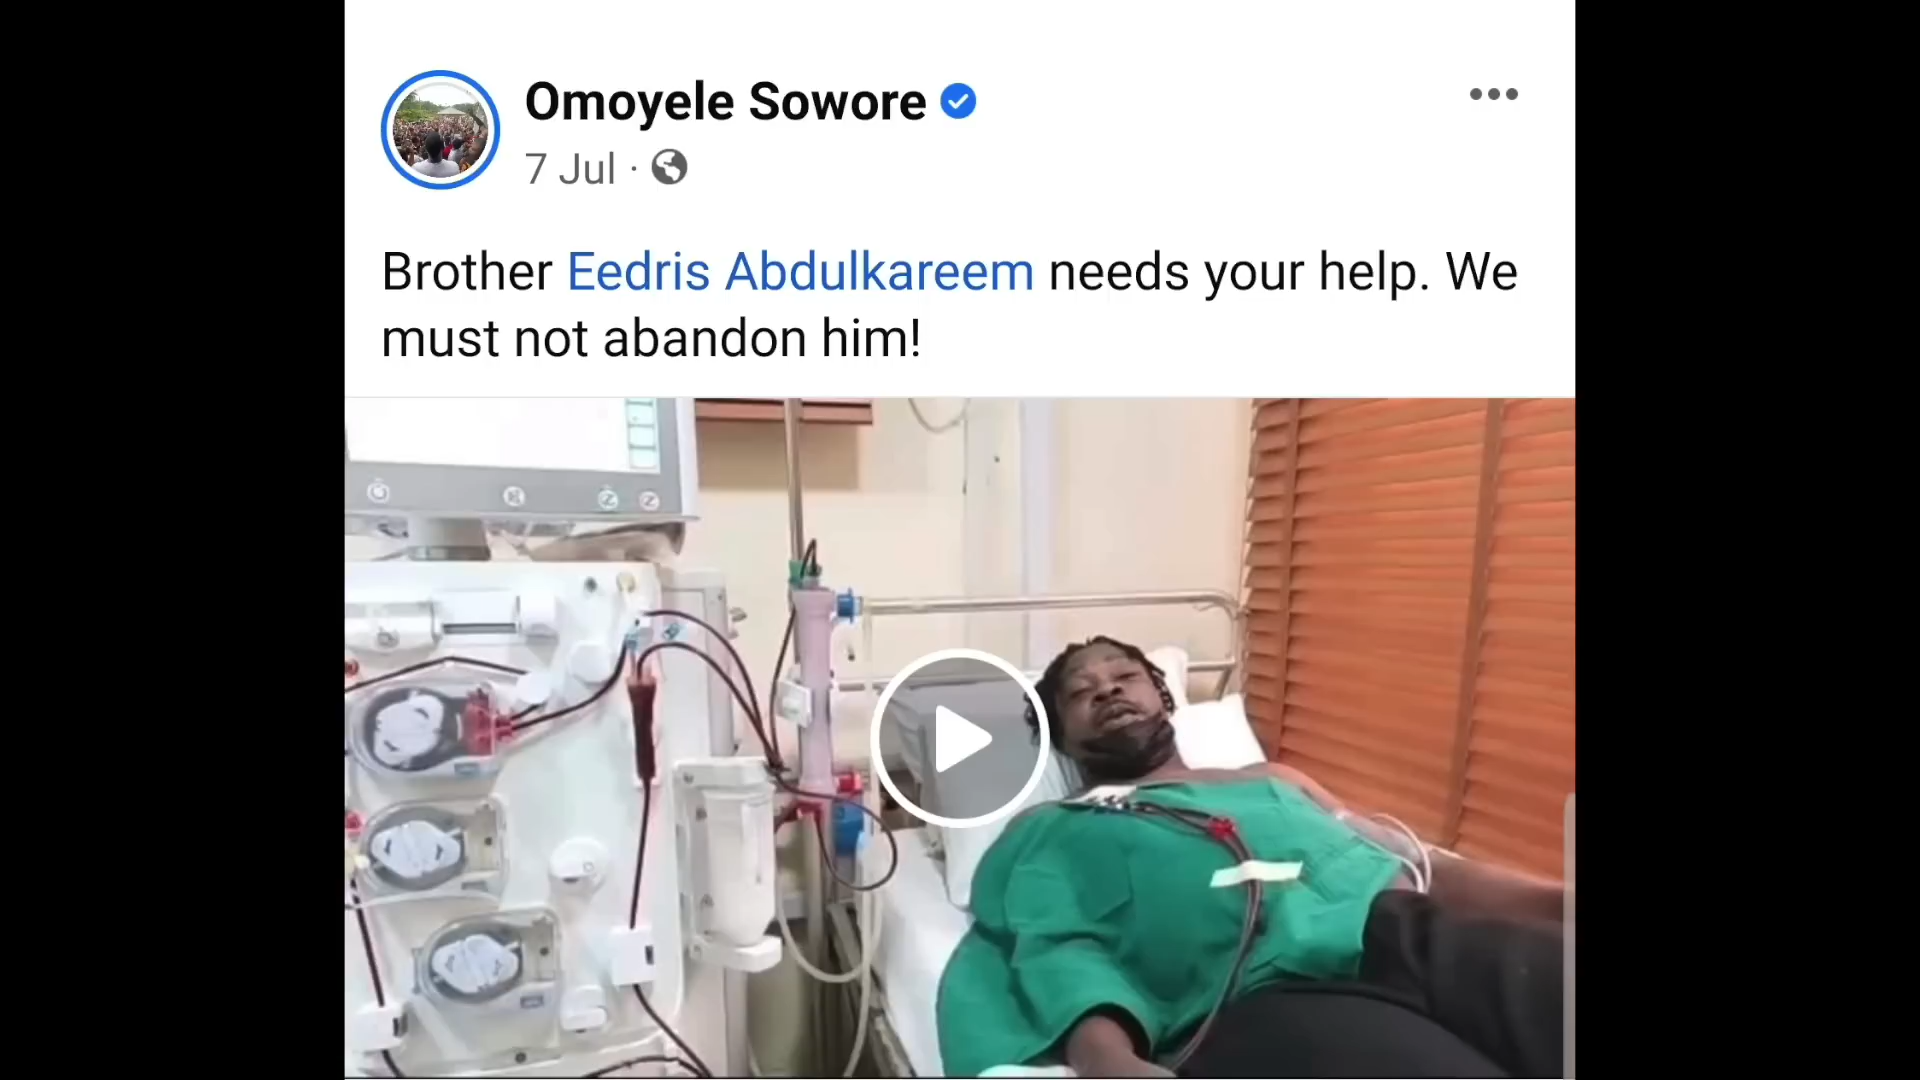 Omoyele Sowore
7 Jul ·
Brother Eedris Abdulkareem needs your help. We
must not abandon him!